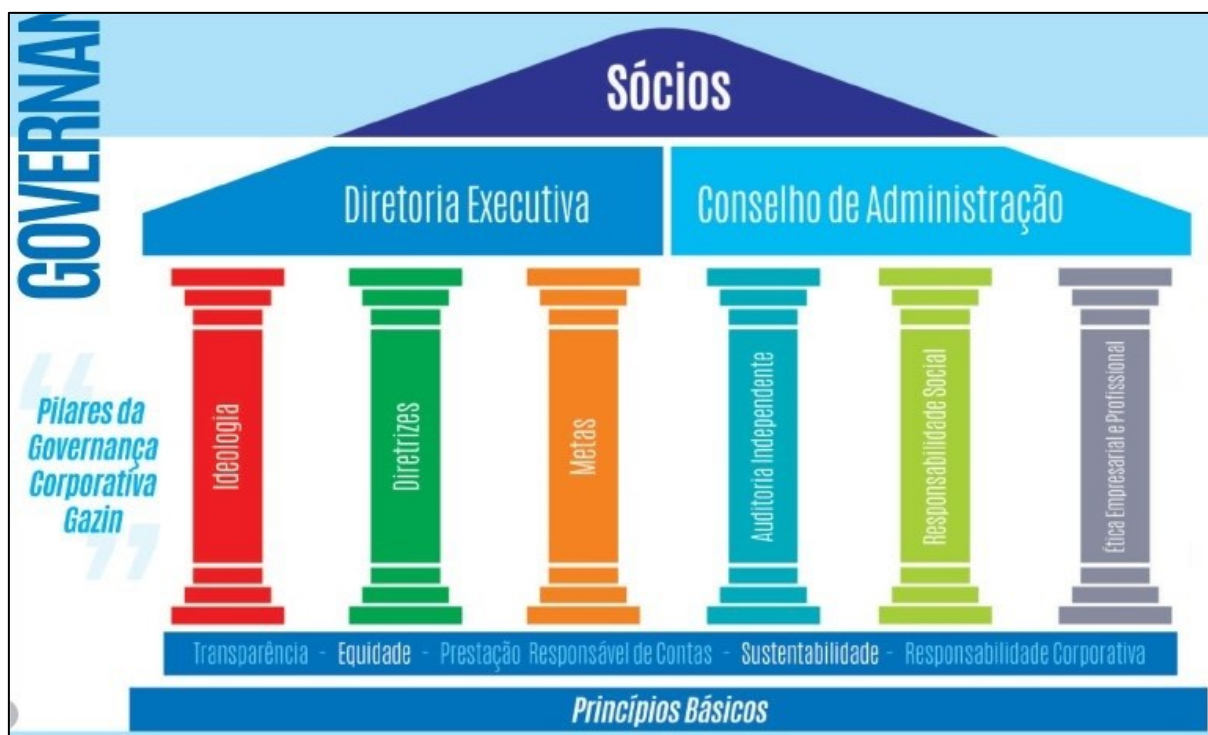 GOVERNAN
Sócios
Diretoria Executiva
Conselho de Administração
Pilares da
Governança
Corporativa
Gazin
Ideologia
Diretrizes
Metas
Auditoria Independente
Responsabilidade Social
Ética Empresarial e Profissional
Transparência - Equidade - Prestação Responsável de Contas - Sustentabilidade - Responsabilidade Corporativa
Princípios Básicos